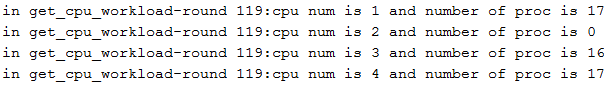 in get_cpu_workload-round 119:cpu num is 1 and number of proc is 17
in get_cpu_workload-round 119:cpu num is 2 and number of proc is 0
in get_cpu_workload-round 119:cpu num is 3 and number of proc is 16
in get_cpu_workload-round 119:cpu num is 4 and number of proc is 17